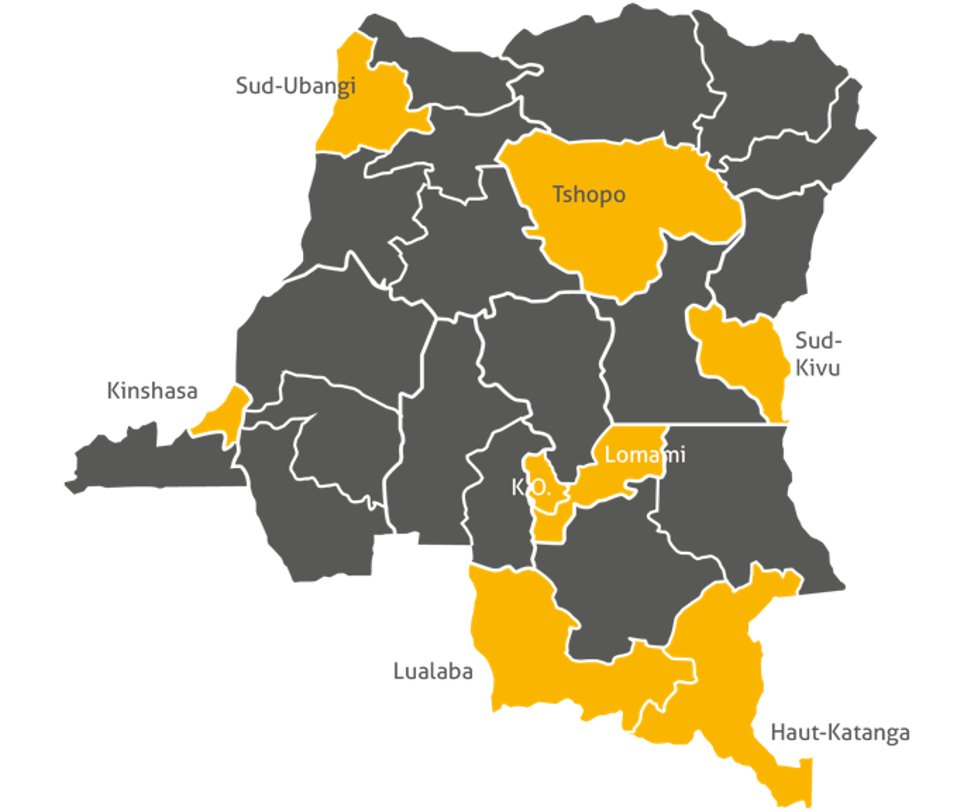 Sud-Ubangi
Tshopo
Sud-
Kivu
Kinshasa
Lomami
K.O.
Lualaba
Haut-Katanga